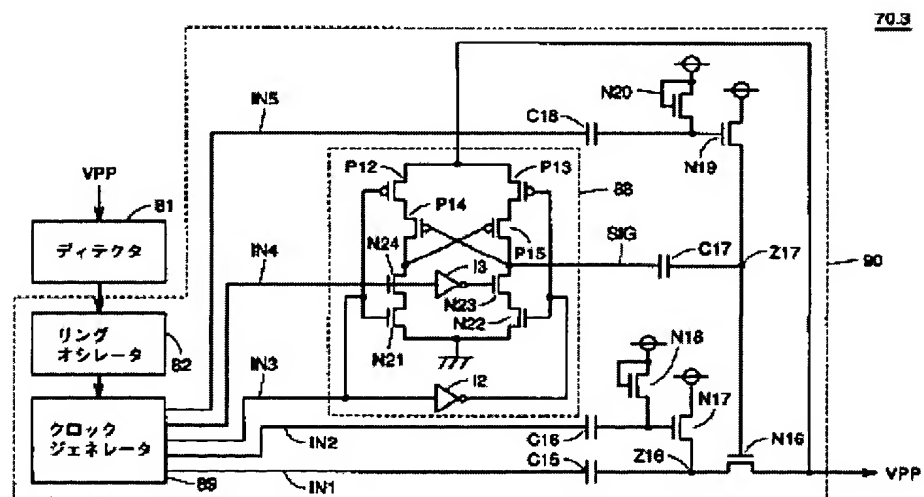 70.3
N20
IN5
C18
N19
P12
P13
VPP
81
P14
88
ディテクタ
SIG
C17
IN4
N24
I3
P15
Z17
90
N23
N22
リング
オシレータ
82
N21
N18
IN3
I2
N17
クロック
ジェネレータ
C16
N16
IN2
C15
Z16
VPP
89
IN1